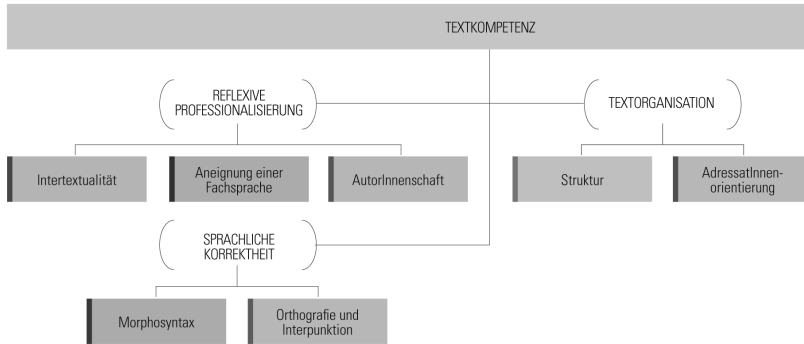 TEXTKOMPETENZ
REFLEXIVE
PROFESSIONALISIERUNG
TEXTORGANISATION
Intertextualität
Aneignung einer
Fachsprache
AutorInnenschaft
Struktur
AdressatInnen-
orientierung
SPRACHLICHE
KORREKTHEIT
Morphosyntax
Orthografie und
Interpunktion